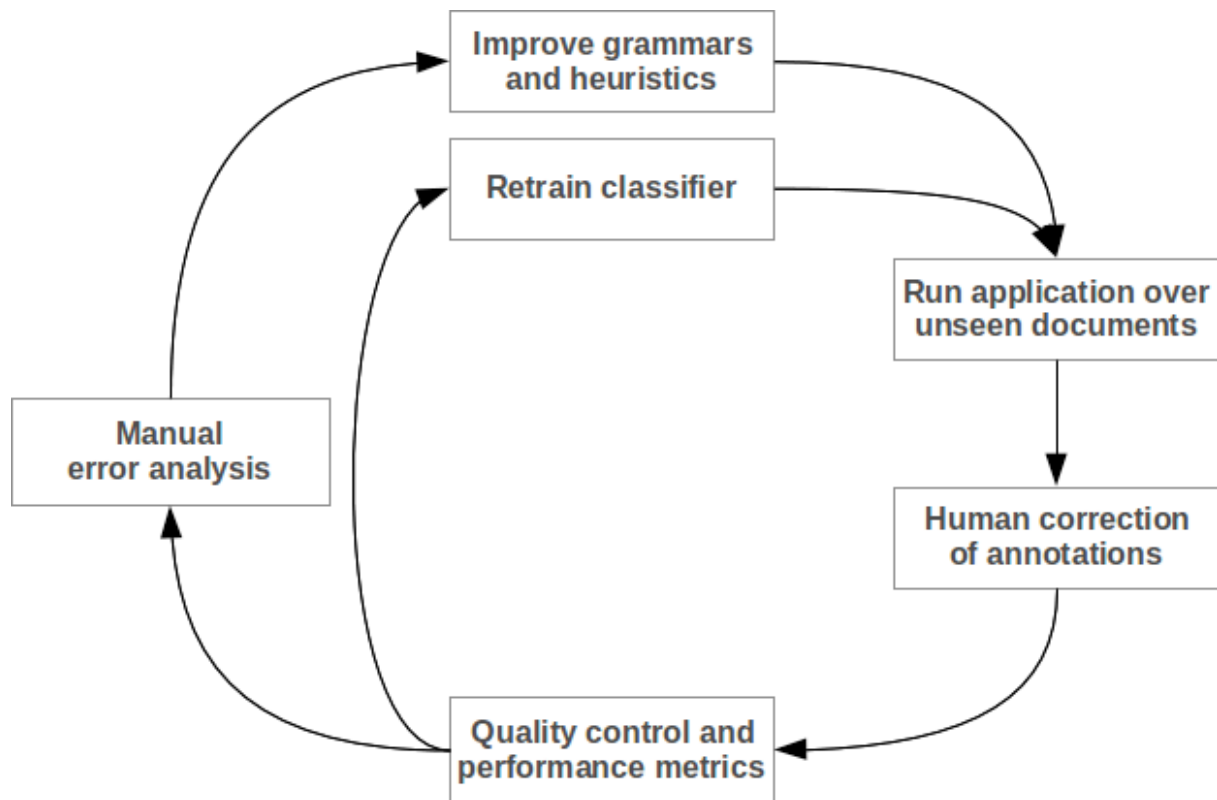 Improve grammars
and heuristics
Retrain classifier
Run application over
unseen documents
Manual
error analysis
Human correction
of annotations
Quality control and
performance metrics